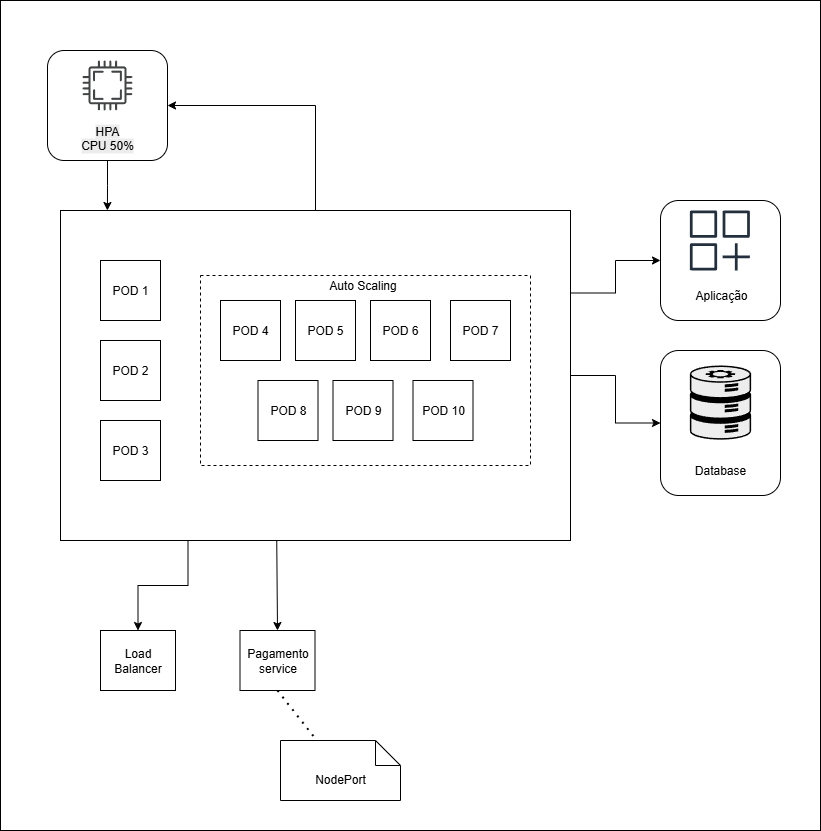 HPA
CPU 50%
Auto Scaling
POD 1
POD 4
POD 5
POD 6
POD 7
POD 2
POD 8
POD 9
POD 10
POD 3
Aplicação
Database
Load
Balancer
Pagamento
service
NodePort